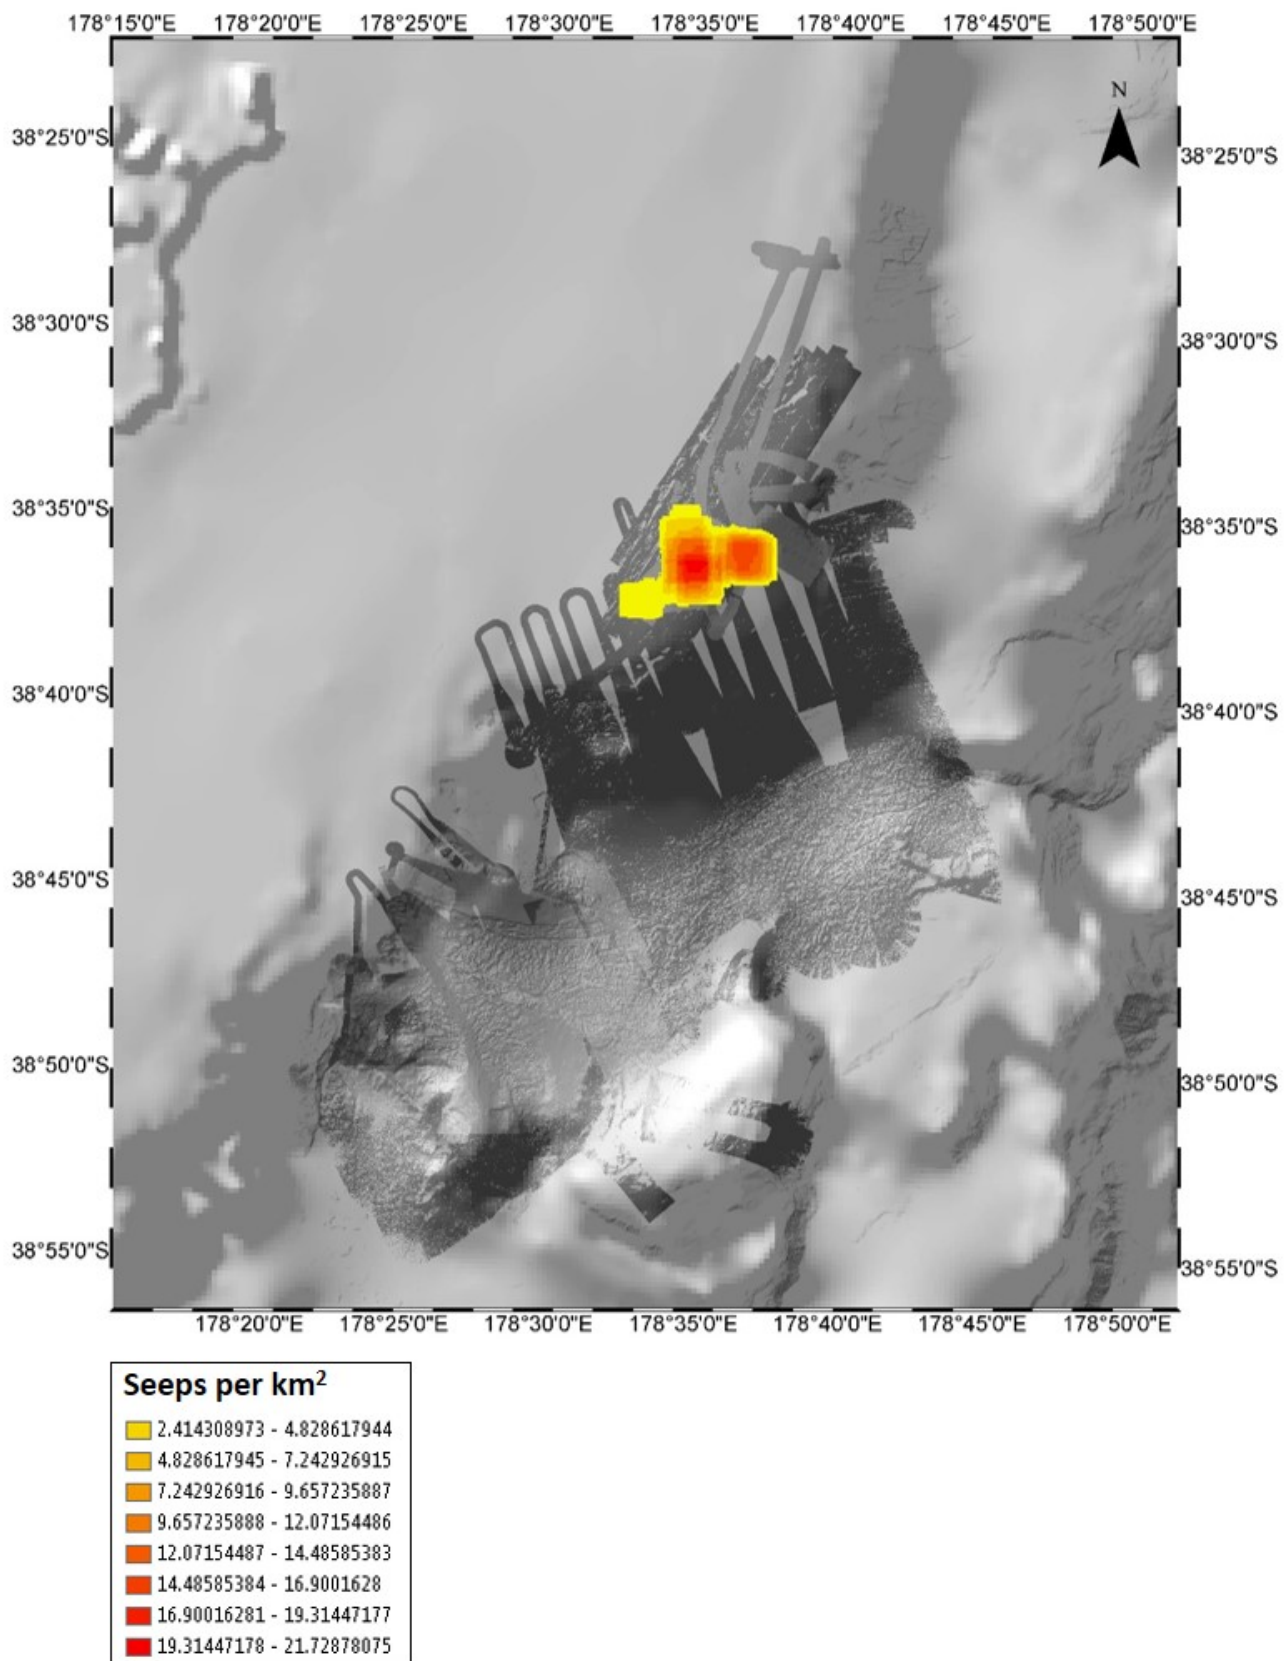 178°15'0"E 178°20'0"E 178°25'0"E 178°30'0"E 178°35'0"E 178°40'0"E 178°45'0"E 178°50'0"E
N
38°25'0"S 38°25'0"S
38°30'0"S 38°30'0"S
38°35'0"S 38°35'0"S
38°40'0"S 38°40'0"S
38°45'0"S 38°45'0"S
38°50'0"S 38°50'0"S
38°55'0"S 38°55'0"S
178°20'0"E 178°25'0"E 178°30'0"E 178°35'0"E 178°40'0"E 178°45'0"E 178°50'0"E
Seeps per km²
2.414308973 - 4.828617944
4.828617945 - 7.242926915
7.242926916 - 9.657235887
9.657235888 - 12.07154486
12.07154487 - 14.48585383
14.48585384 - 16.9001628
16.90016281 - 19.31447177
19.31447178 - 21.72878075